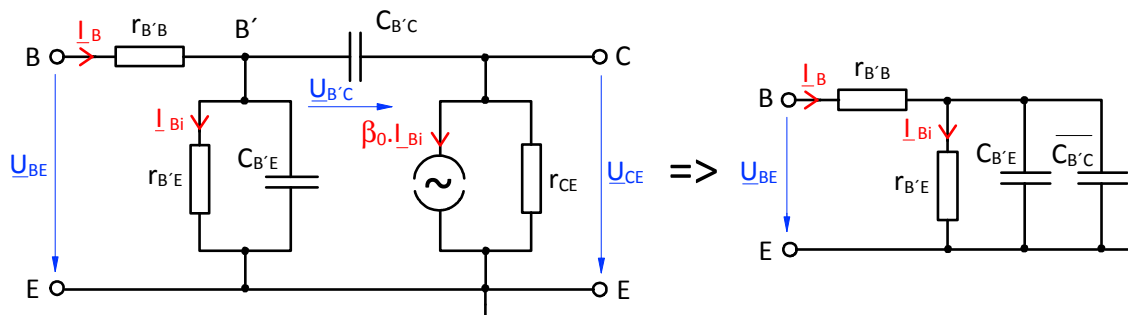 I_B
r_B´B
B´
C_B´C
B
C
U_B´C
I_Bi
β₀.I_Bi
U_BE
r_B´E
C_B´E
~
r_CE
U_CE
E
E
=>
I_B
r_B´B
B
I_Bi
C_B´E
C_B´C
U_BE
r_B´E
E